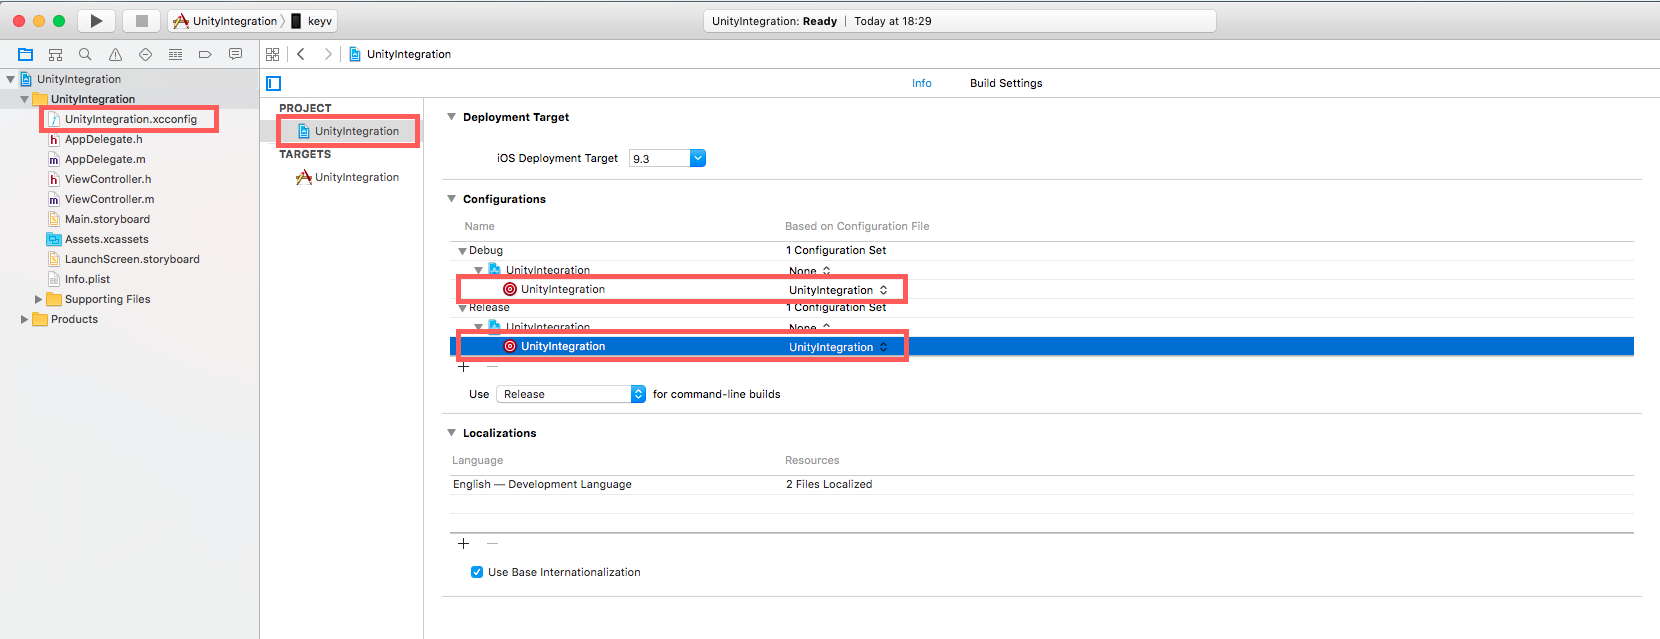 UnityIntegration keyv
UnityIntegration: Ready | Today at 18:29
UnityIntegration
UnityIntegration
UnityIntegration
UnityIntegration.xcconfig
h AppDelegate.h
m AppDelegate.m
h ViewController.h
m ViewController.m
Main.storyboard
Assets.xcassets
LaunchScreen.storyboard
Info.plist
Supporting Files
Products
Info Build Settings
PROJECT
UnityIntegration
TARGETS
UnityIntegration
Deployment Target
iOS Deployment Target 9.3
Configurations
Name Based on Configuration File
Debug 1 Configuration Set
UnityIntegration None
UnityIntegration UnityIntegration
Release 1 Configuration Set
UnityIntegration None
UnityIntegration UnityIntegration
Use Release for command-line builds
Localizations
Language Resources
English — Development Language 2 Files Localized
Use Base Internationalization